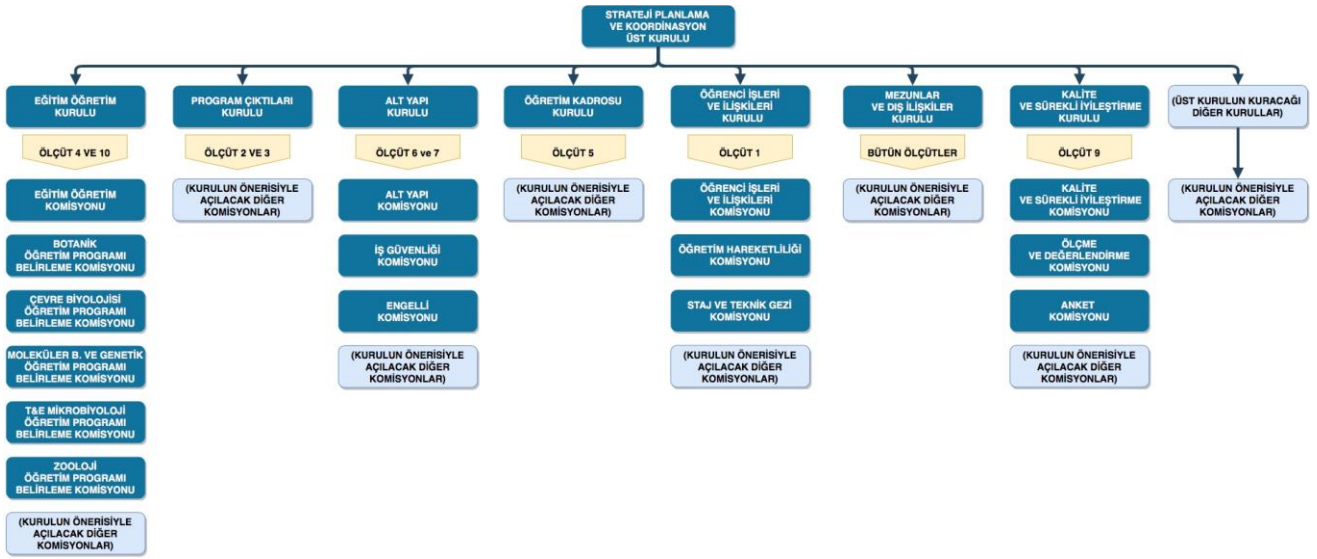 STRATEJİ PLANLAMA
VE KOORDİNASYON
ÜST KURULU
EĞİTİM ÖĞRETİM
KURULU
ÖLÇÜT 4 VE 10
EĞİTİM ÖĞRETİM
KOMİSYONU
BOTANİK
ÖĞRETİM PROGRAMI
BELİRLEME KOMİSYONU
ÇEVRE BİYOLOJİSİ
ÖĞRETİM PROGRAMI
BELİRLEME KOMİSYONU
MOLEKÜLER B. VE GENETİK
ÖĞRETİM PROGRAMI
BELİRLEME KOMİSYONU
T&E MİKROBİYOLOJİ
ÖĞRETİM PROGRAMI
BELİRLEME KOMİSYONU
ZOOLOJİ
ÖĞRETİM PROGRAMI
BELİRLEME KOMİSYONU
(KURULUN ÖNERİSİYLE
AÇILACAK DİĞER
KOMİSYONLAR)
PROGRAM ÇIKTILARI
KURULU
ÖLÇÜT 2 VE 3
(KURULUN ÖNERİSİYLE
AÇILACAK DİĞER
KOMİSYONLAR)
ALT YAPI
KURULU
ÖLÇÜT 6 ve 7
ALT YAPI
KOMİSYONU
İŞ GÜVENLİĞİ
KOMİSYONU
ENGELLİ
KOMİSYONU
(KURULUN ÖNERİSİYLE
AÇILACAK DİĞER
KOMİSYONLAR)
ÖĞRETİM KADROSU
KURULU
ÖLÇÜT 5
(KURULUN ÖNERİSİYLE
AÇILACAK DİĞER
KOMİSYONLAR)
ÖĞRENCİ İŞLERİ
VE İLİŞKİLERİ
KURULU
ÖLÇÜT 1
ÖĞRENCİ İŞLERİ
VE İLİŞKİLERİ
KOMİSYONU
ÖĞRETİM HAREKETLİLİĞİ
KOMİSYONU
STAJ VE TEKNİK GEZİ
KOMİSYONU
(KURULUN ÖNERİSİYLE
AÇILACAK DİĞER
KOMİSYONLAR)
MEZUNLAR
VE DIŞ İLİŞKİLER
KURULU
BÜTÜN ÖLÇÜTLER
(KURULUN ÖNERİSİYLE
AÇILACAK DİĞER
KOMİSYONLAR)
KALİTE
VE SÜREKLİ İYİLEŞTİRME
KURULU
ÖLÇÜT 9
KALİTE
VE SÜREKLİ İYİLEŞTİRME
KOMİSYONU
ÖLÇME
VE DEĞERLENDİRME
KOMİSYONU
ANKET
KOMİSYONU
(KURULUN ÖNERİSİYLE
AÇILACAK DİĞER
KOMİSYONLAR)
(ÜST KURULUN KURACAĞI
DİĞER KURULLAR)
(KURULUN ÖNERİSİYLE
AÇILACAK DİĞER
KOMİSYONLAR)